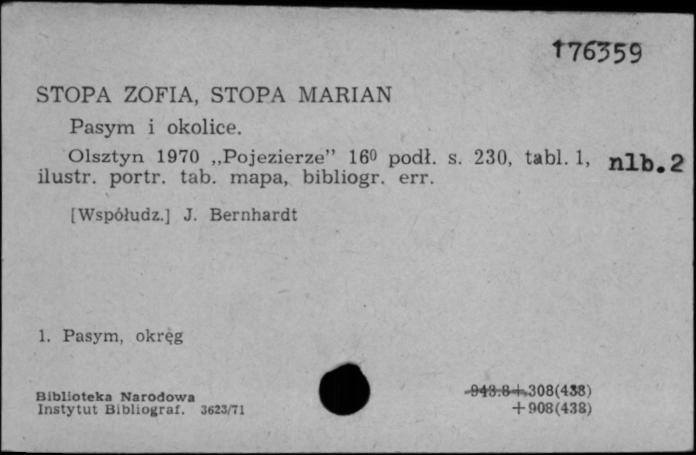 176359
STOPA ZOFIA, STOPA MARIAN
Pasym i okolice.
Olsztyn 1970 „Pojezierze” 16⁰ podł. s. 230, tabl. 1, nlb. 2
ilustr. portr. tab. mapa, bibliogr. err.
[Współudz.] J. Bernhardt
1. Pasym, okręg
Biblioteka Narodowa
Instytut Bibliograf. 3623/71
943.8+308(438)
+908(438)